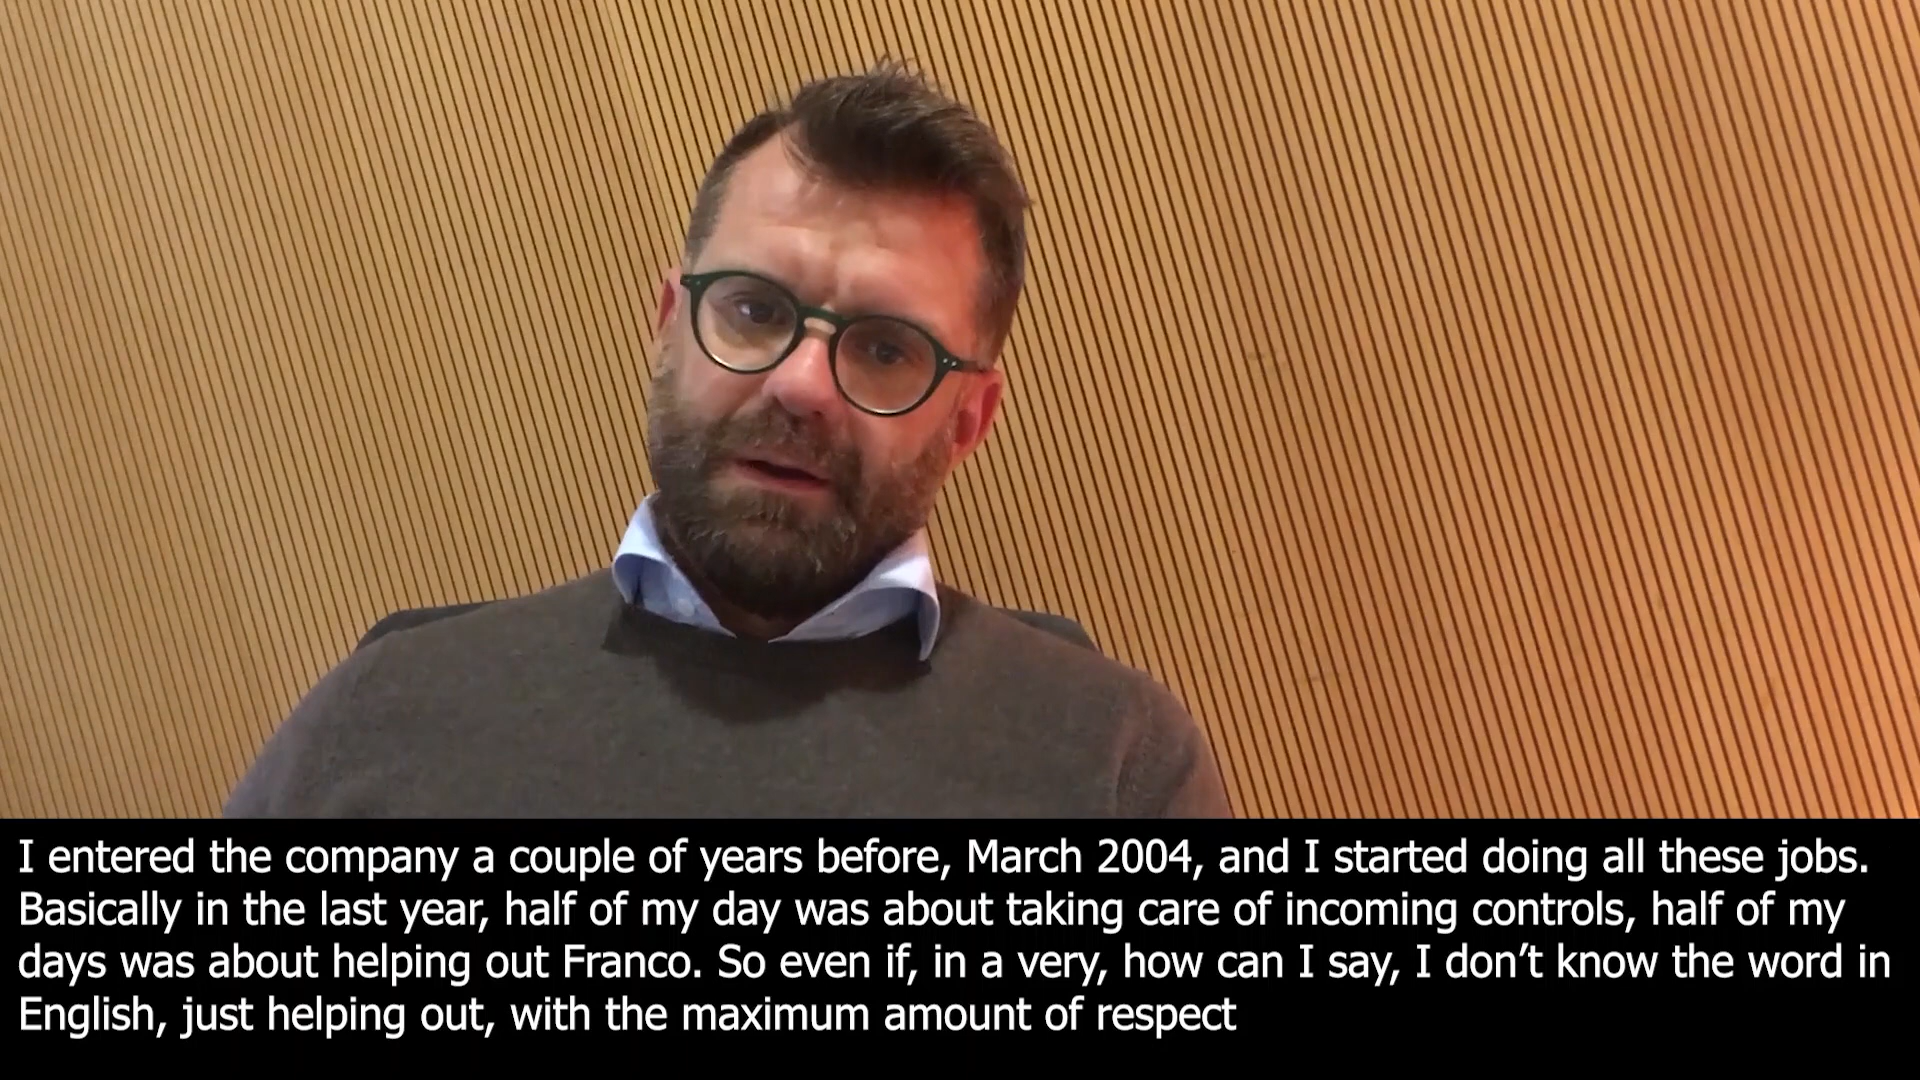 I entered the company a couple of years before, March 2004, and I started doing all these jobs.
Basically in the last year, half of my day was about taking care of incoming controls, half of my
days was about helping out Franco. So even if, in a very, how can I say, I don’t know the word in
English, just helping out, with the maximum amount of respect